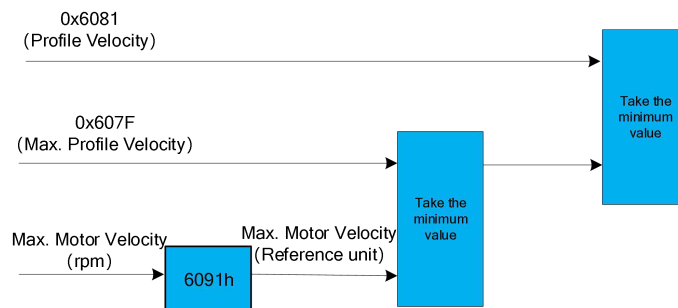 0x6081
(Profile Velocity)
Take the
minimum
value
0x607F
(Max. Profile Velocity)
Take the
minimum
value
Max. Motor Velocity
(rpm)
6091h
Max. Motor Velocity
(Reference unit)